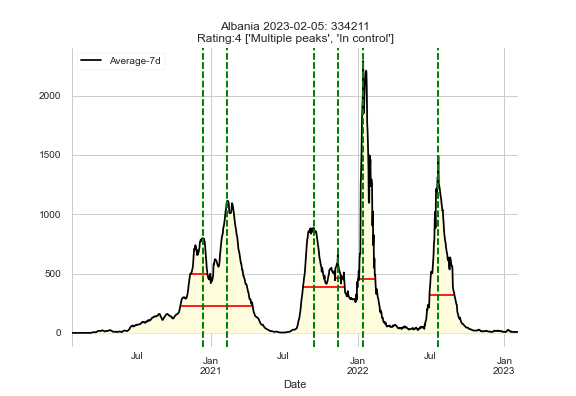 Albania 2023-02-05: 334211
Rating:4 ['Multiple peaks', 'In control']
Average-7d
2000
1500
1000
500
0
Jul
Jan
2021
Jul
Jan
2022
Jul
Jan
2023
Date